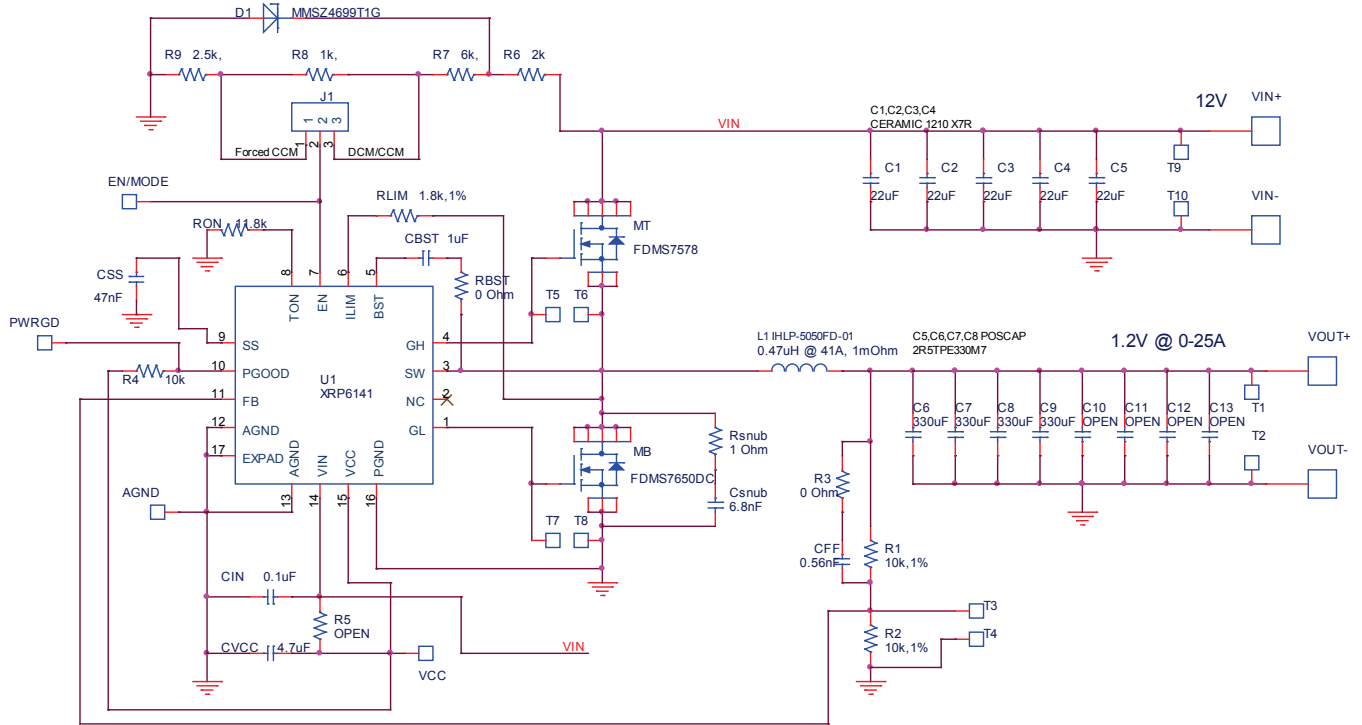 D1 MMSZ4699T1G
R9 2.5k,
R8 1k,
R7 6k,
R6 2k
J1
1 2 3
1
2
3
Forced CCM
DCM/CCM
VIN
C1,C2,C3,C4
CERAMIC 1210 X7R
12V
VIN+
VIN-
T9
T10
C1
22uF
C2
22uF
C3
22uF
C4
22uF
C5
22uF
EN/MODE
RON 11.8k
RLIM 1.8k,1%
CBST 1uF
RBST
0 Ohm
CSS
47nF
PWRGD
R4 10k
MT
FDMS7578
T5 T6
8
7
6
5
TON
EN
ILIM
BST
9 SS
10 PGOOD
11 FB
12 AGND
17 EXPAD
U1
XRP6141
GH 4
SW 3
NC 2
GL 1
AGND
VIN
VCC
PGND
13
14
15
16
L1 IHLP-5050FD-01
0.47uH @ 41A, 1mOhm
C5,C6,C7,C8 POSCAP
2R5TPE330M7
1.2V @ 0-25A
VOUT+
VOUT-
T1
T2
C6
330uF
C7
330uF
C8
330uF
C9
330uF
C10
OPEN
C11
OPEN
C12
OPEN
C13
OPEN
MB
FDMS7650DC
Rsnub
1 Ohm
Csnub
6.8nF
T7 T8
R3
0 Ohm
CFF
0.56nF
R1
10k,1%
R2
10k,1%
T3
T4
AGND
CIN 0.1uF
R5
OPEN
CVCC 4.7uF
VCC
VIN